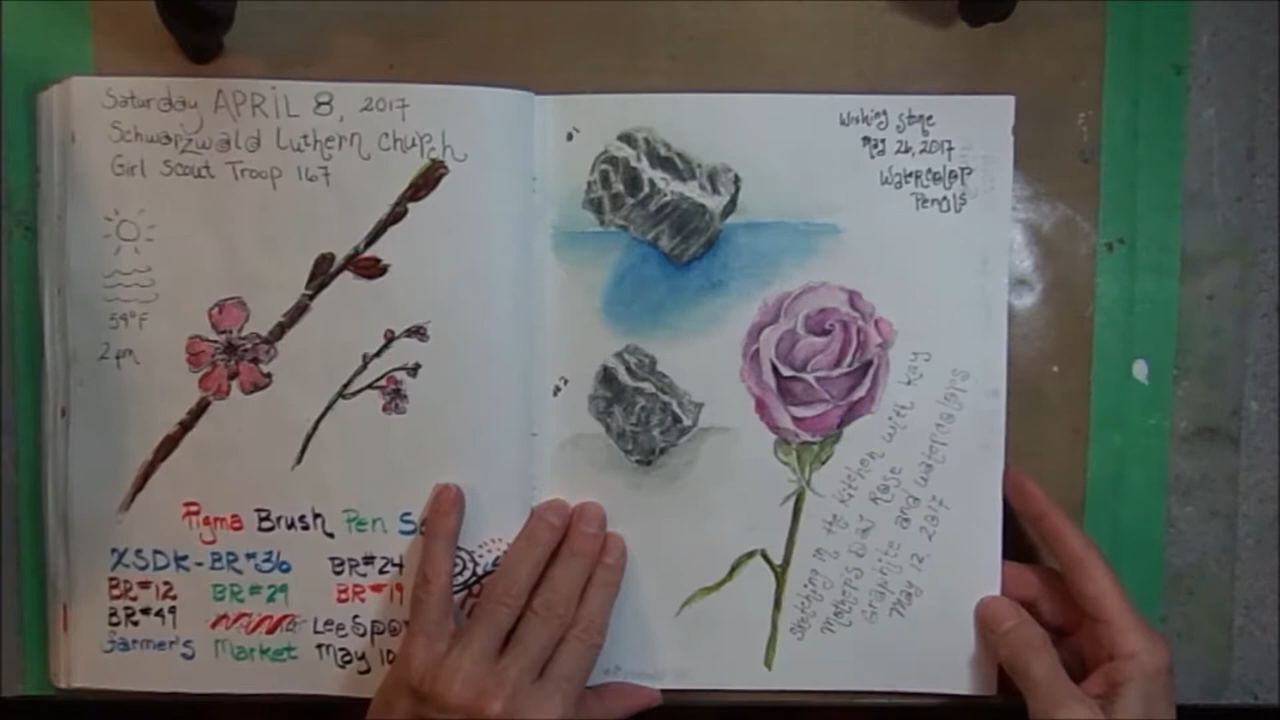 Saturday APRIL 8, 2017
Schwarzwald Luthern Church
Girl Scout Troop 167
59°F
2pm
Pigma Brush Pen
XSDK-BR#36 BR#24
BR#12 BR#29 BR#19
BR#49
Farmer's Market May 10
#1
#2
May 26, 2017
Watercolor
Pencils
Sketching in the kitchen with Kay
Mother's Day Rose
Graphite and watercolors
May 12, 2017